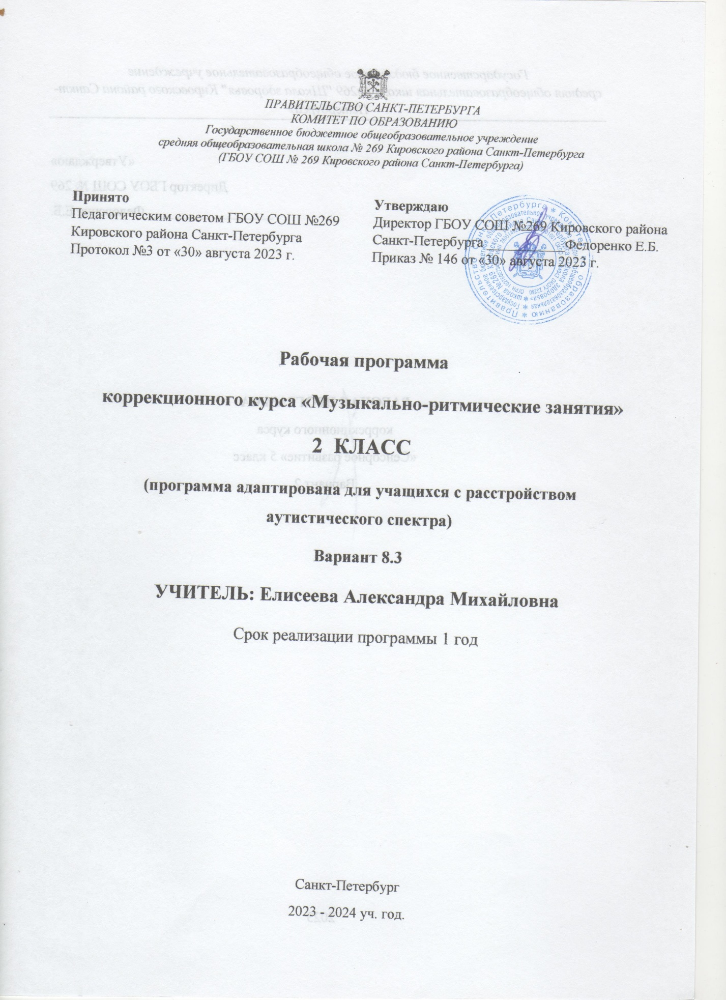 ПРАВИТЕЛЬСТВО САНКТ-ПЕТЕРБУРГА
КОМИТЕТ ПО ОБРАЗОВАНИЮ
Государственное бюджетное общеобразовательное учреждение
средняя общеобразовательная школа № 269 Кировского района Санкт-Петербурга
(ГБОУ СОШ № 269 Кировского района Санкт-Петербурга)
Принято
Педагогическим советом ГБОУ СОШ №269
Кировского района Санкт-Петербурга
Протокол №3 от «30» августа 2023 г.
Утверждаю
Директор ГБОУ СОШ №269 Кировского района
Санкт-Петербурга____________Федоренко Е.Б.
Приказ № 146 от «30» августа 2023 г.
Рабочая программа
коррекционного курса «Музыкально-ритмические занятия»
2 КЛАСС
(программа адаптирована для учащихся с расстройством
аутистического спектра)
Вариант 8.3
УЧИТЕЛЬ: Елисеева Александра Михайловна
Срок реализации программы 1 год
Санкт-Петербург
2023 - 2024 уч. год.